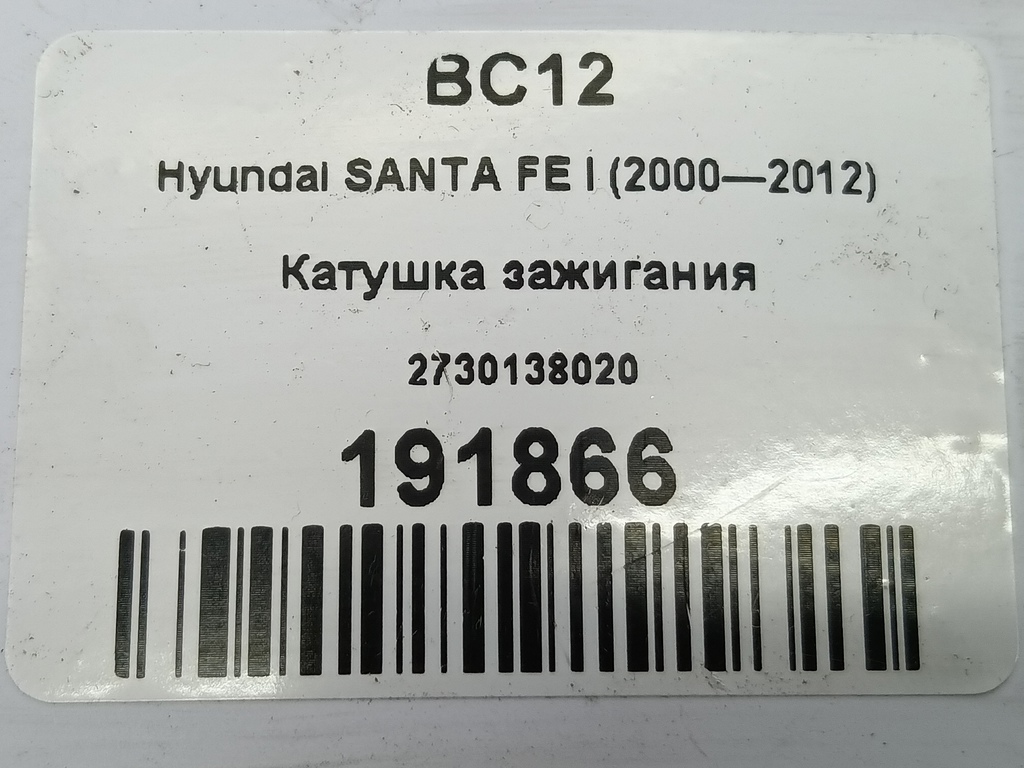 BC12
Hyundai SANTA FE I (2000—2012)
Катушка зажигания
2730138020
191866